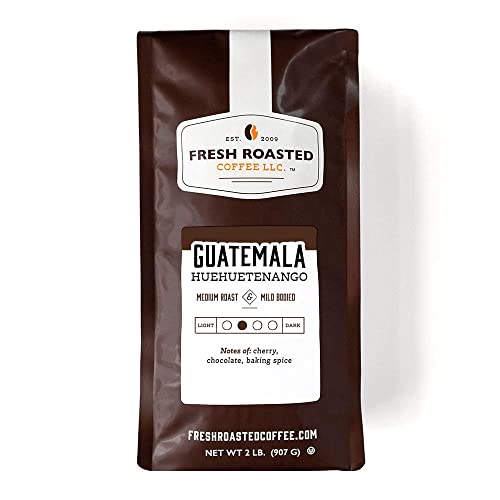 EST. 2009
FRESH ROASTED
COFFEE LLC. ™
GUATEMALA
HUEHUETENANGO
MEDIUM ROAST & MILD BODIED
LIGHT DARK
Notes of: cherry,
chocolate, baking spice
FRESHROASTEDCOFFEE.COM
NET WT 2 LB. (907 G) U